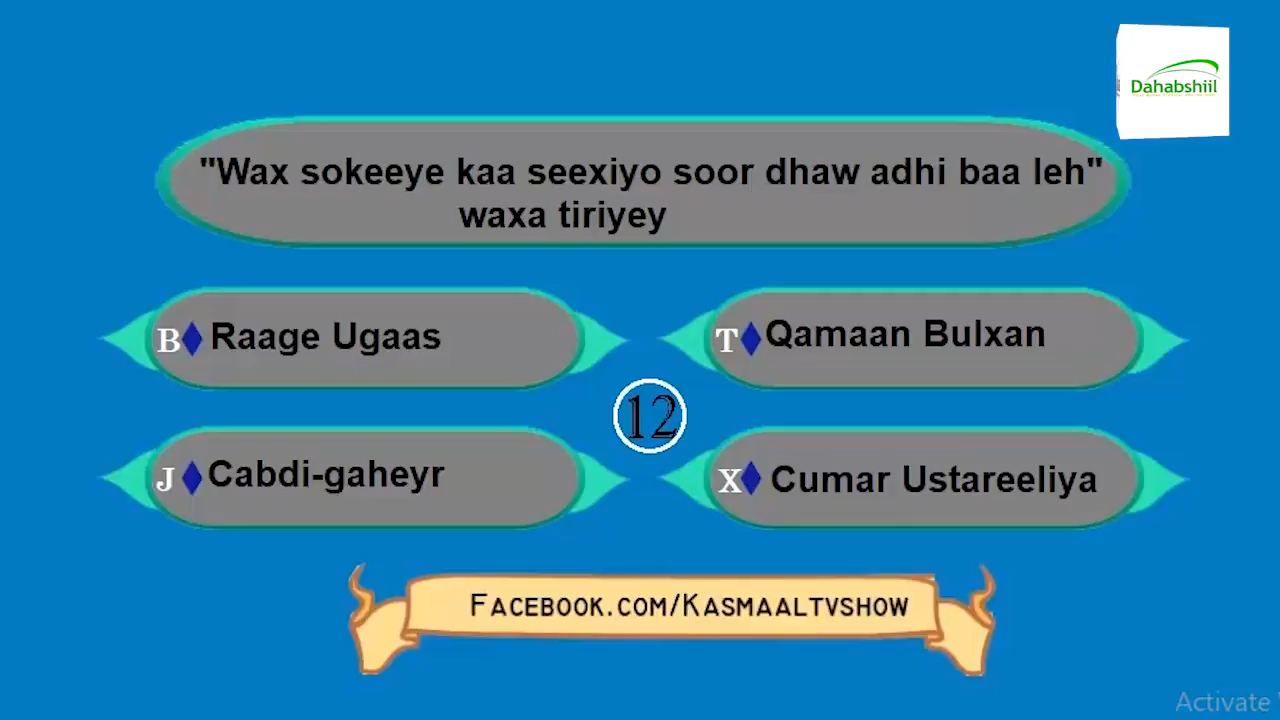 Dahabshiil
"Wax sokeeye kaa seexiyo soor dhaw adhi baa leh"
waxa tiriyey
B Raage Ugaas
T Qamaan Bulxan
12
J Cabdi-gaheyr
X Cumar Ustareeliya
FACEBOOK.COM/KASMAALTVSHOW
Activate